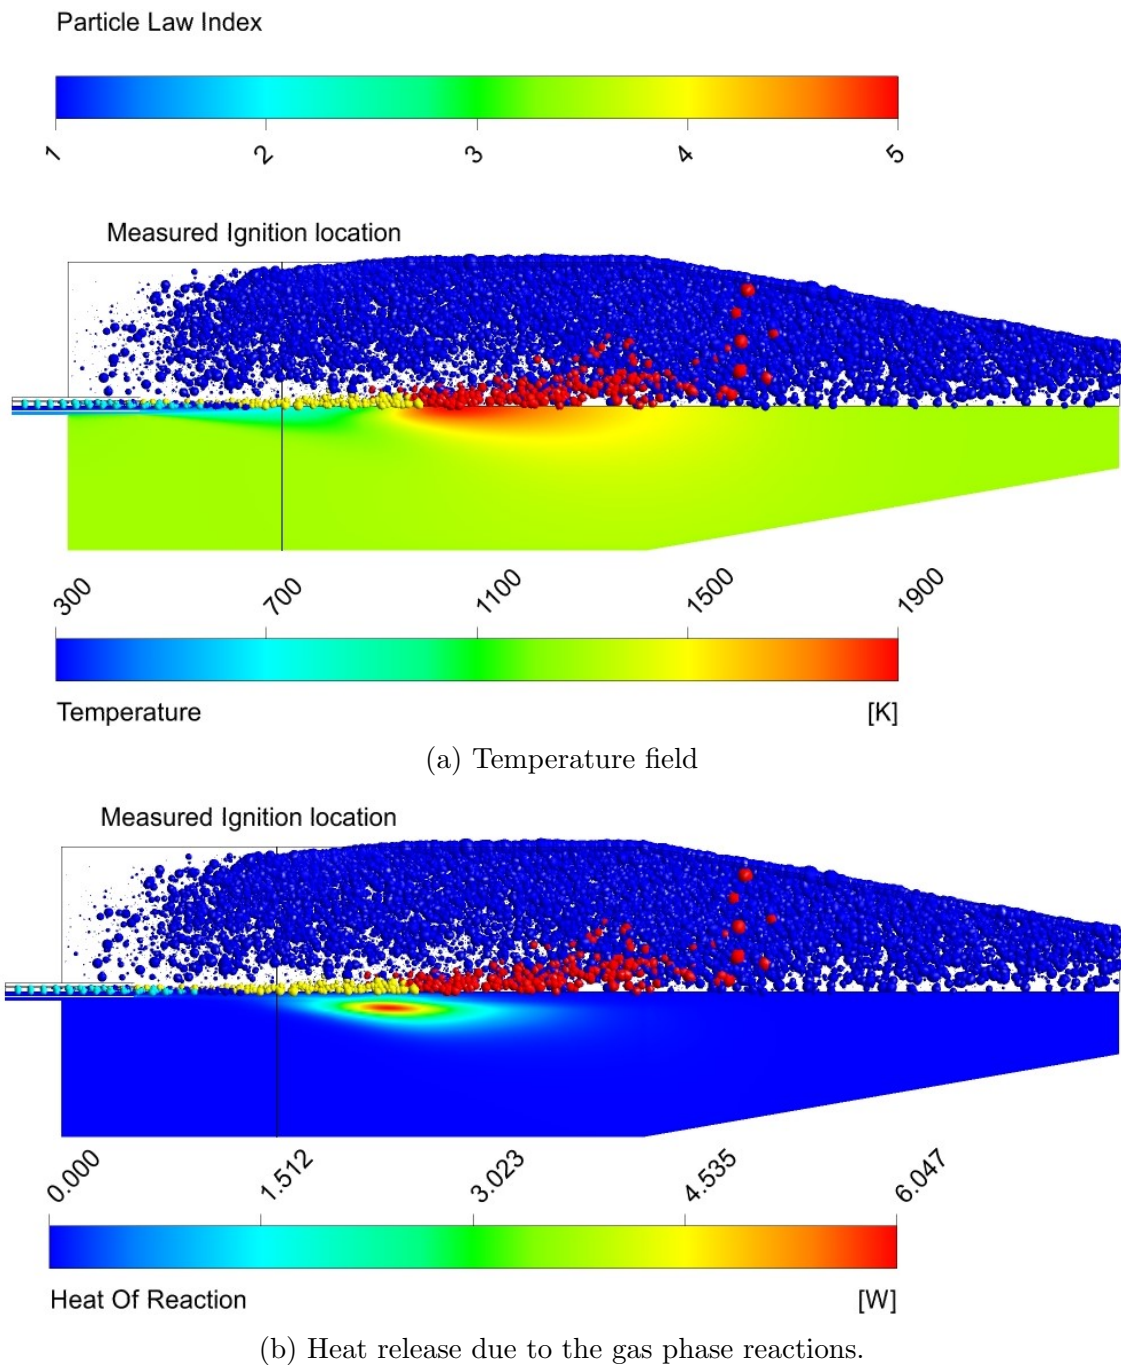 Particle Law Index
1 2 3 4 5
Measured Ignition location
300 700 1100 1500 1900
Temperature [K]
(a) Temperature field
Measured Ignition location
0.000 1.512 3.023 4.535 6.047
Heat Of Reaction [W]
(b) Heat release due to the gas phase reactions.